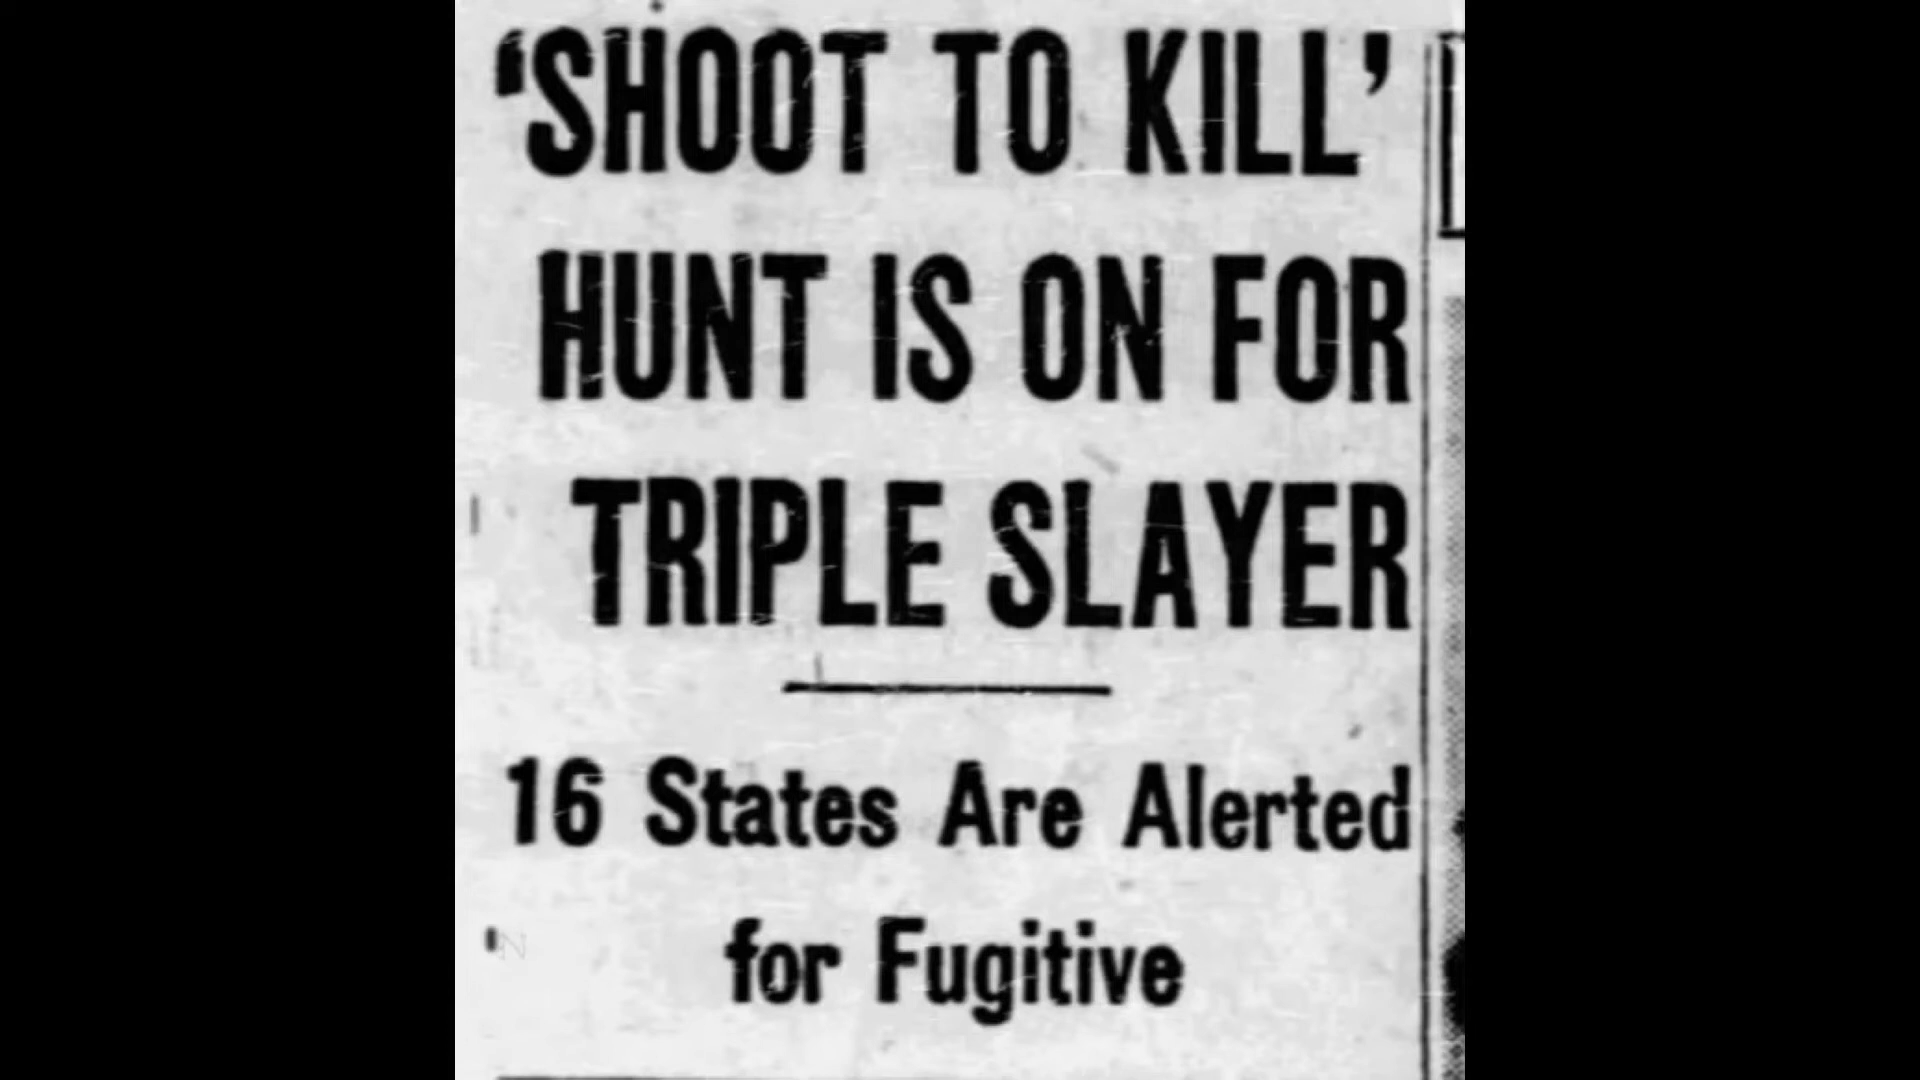 ‘SHOOT TO KILL’
HUNT IS ON FOR
TRIPLE SLAYER
16 States Are Alerted
for Fugitive